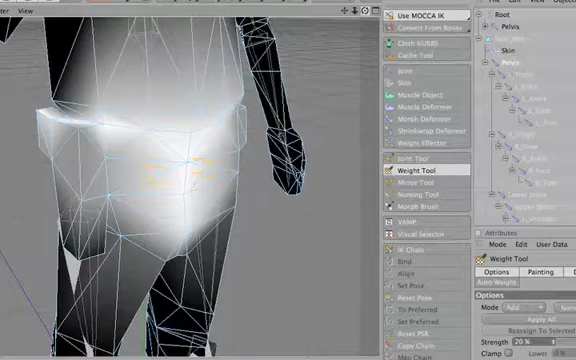 View
Use MOCCA IK
Convert From Bones
Cloth NURBS
Cache Tool
Joint
Skin
Muscle Object
Muscle Deformer
Morph Deformer
Shrinkwrap Deformer
Weight Effector
Joint Tool
Weight Tool
Mirror Tool
Naming Tool
Morph Brush
VAMP
Visual Selector
IK Chain
Bind
Align
Set Pose
Reset Pose
To Preferred
Set Preferred
Reset PSR
Copy Chain
Root
Pelvis
Skin
Pelvis
Attributes
Mode Edit User Data
Weight Tool
Options Painting
Auto Weight
Options
Mode Add
Apply All
Reassign To Selected
Strength 20 %
Clamp Lower